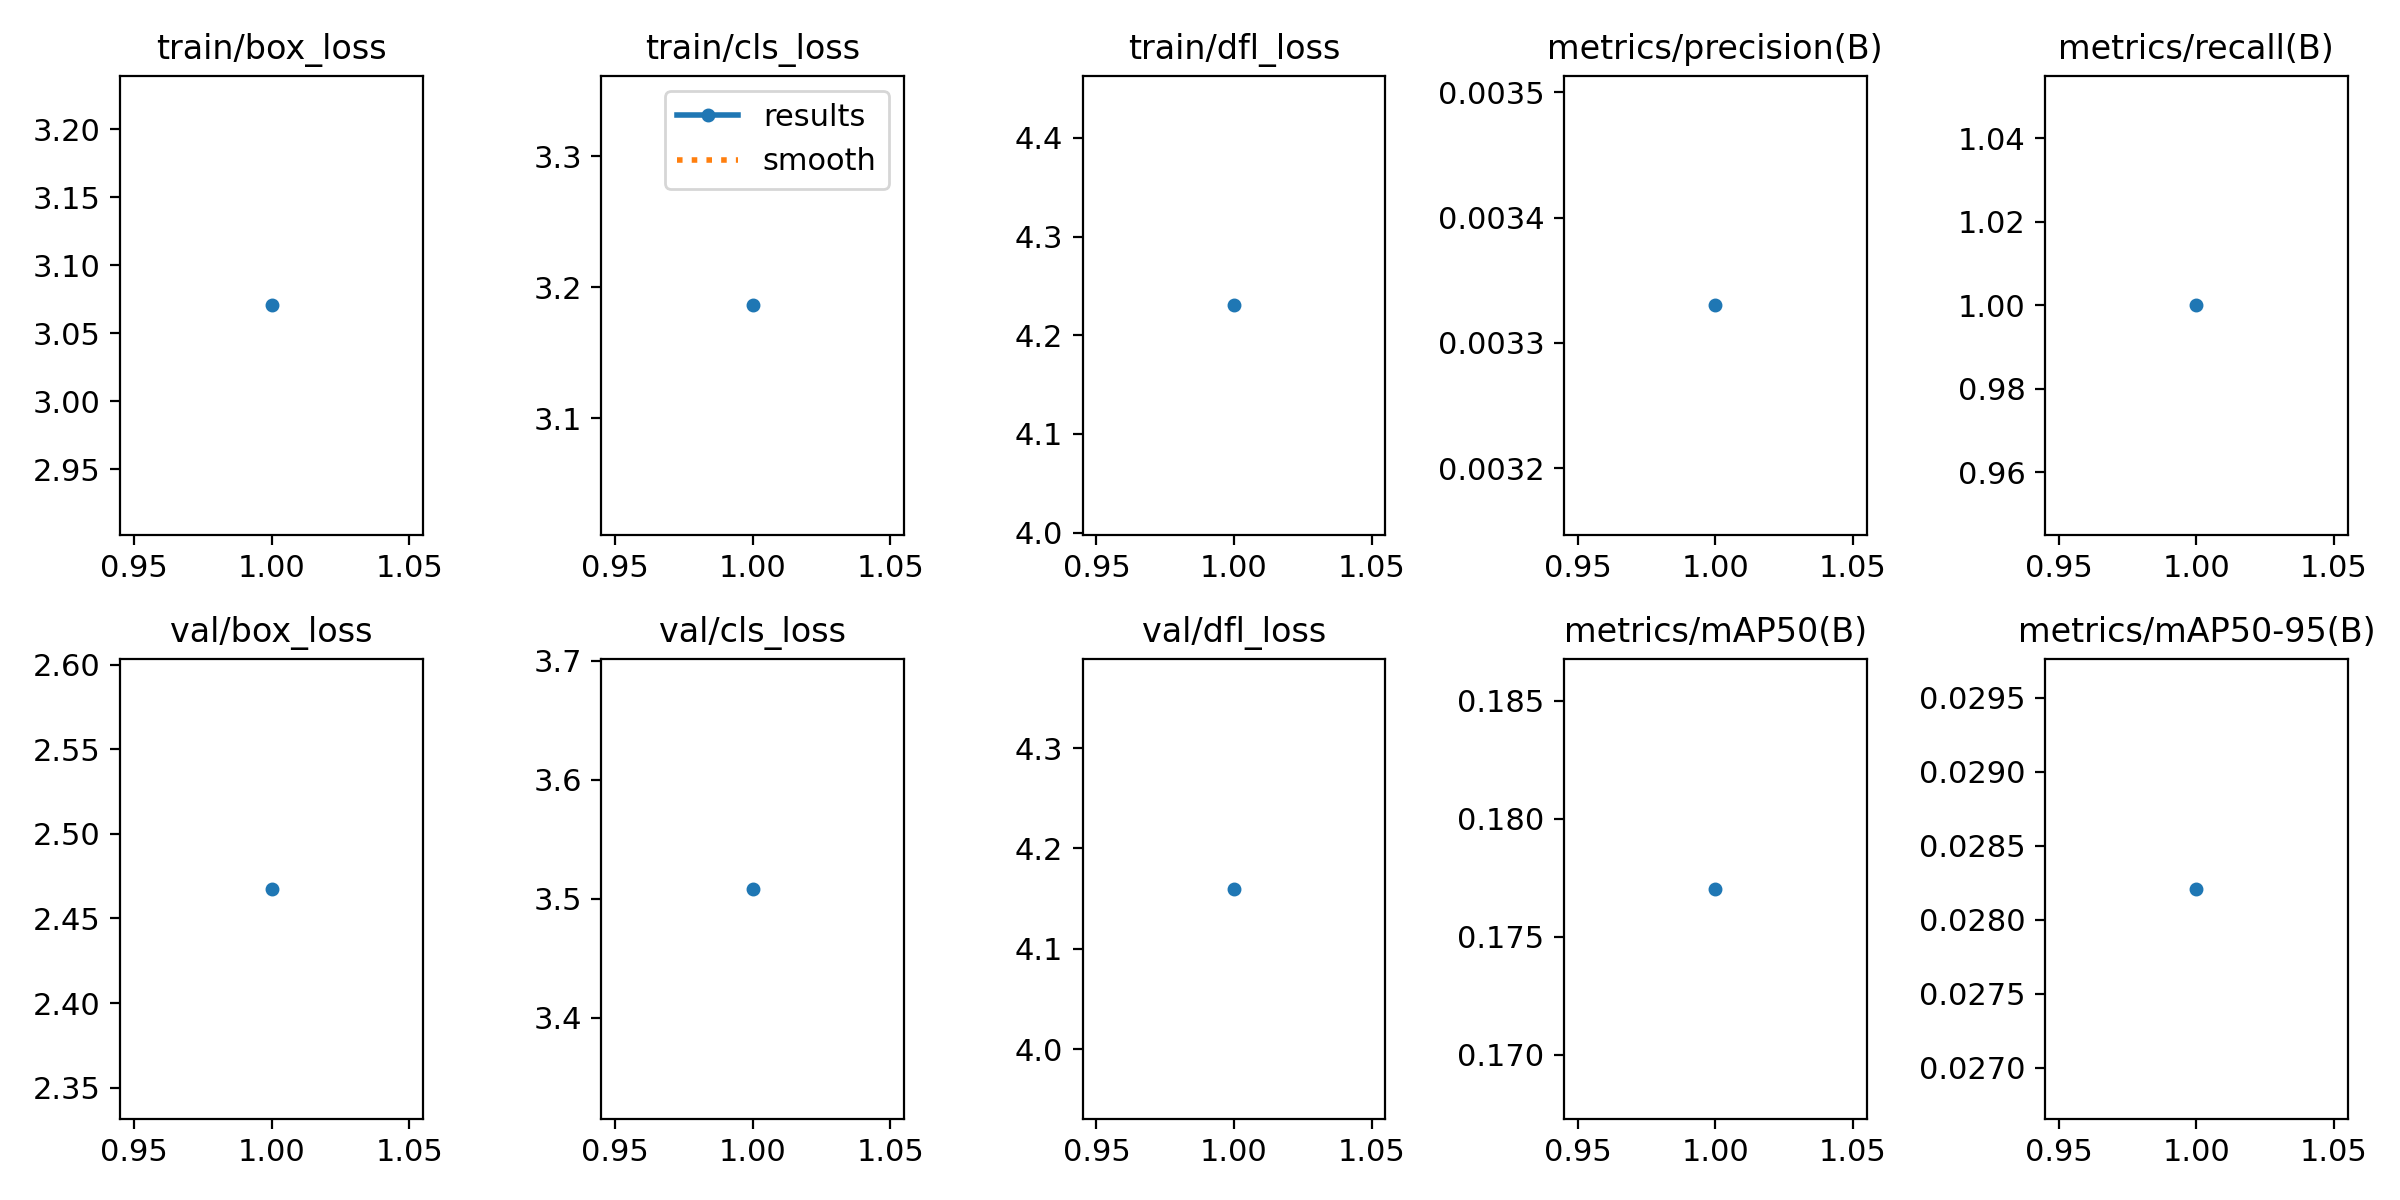 train/box_loss
3.20
3.15
3.10
3.05
3.00
2.95
0.95 1.00 1.05
train/cls_loss
results
smooth
3.3
3.2
3.1
0.95 1.00 1.05
train/dfl_loss
4.4
4.3
4.2
4.1
4.0
0.95 1.00 1.05
metrics/precision(B)
0.0035
0.0034
0.0033
0.0032
0.95 1.00 1.05
metrics/recall(B)
1.04
1.02
1.00
0.98
0.96
0.95 1.00 1.05
val/box_loss
2.60
2.55
2.50
2.45
2.40
2.35
0.95 1.00 1.05
val/cls_loss
3.7
3.6
3.5
3.4
0.95 1.00 1.05
val/dfl_loss
4.3
4.2
4.1
4.0
0.95 1.00 1.05
metrics/mAP50(B)
0.185
0.180
0.175
0.170
0.95 1.00 1.05
metrics/mAP50-95(B)
0.0295
0.0290
0.0285
0.0280
0.0275
0.0270
0.95 1.00 1.05